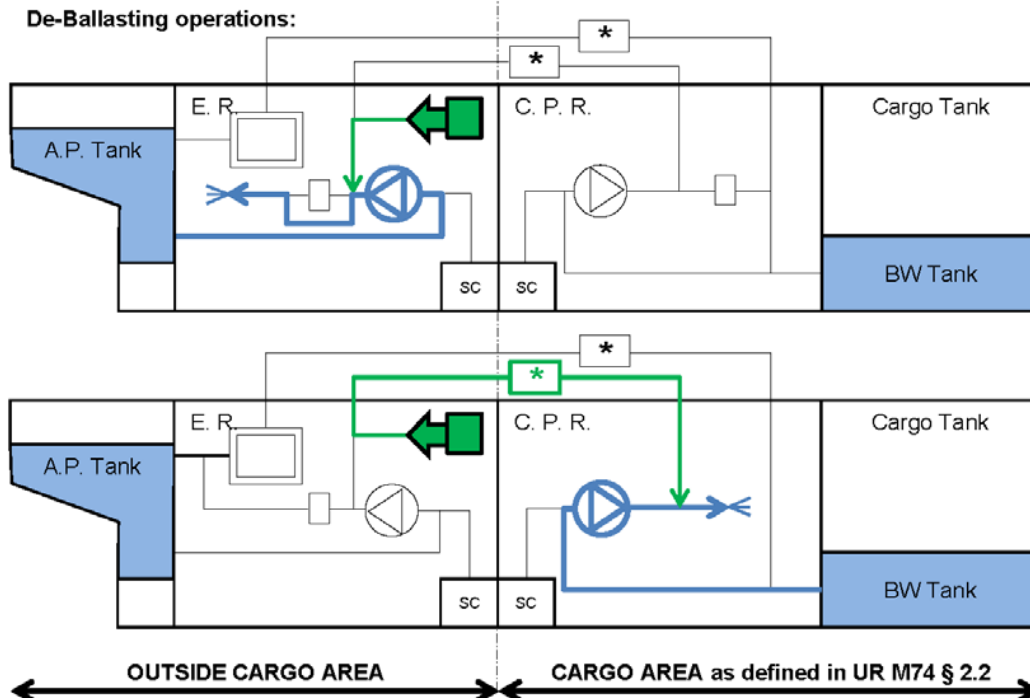 De-Ballasting operations:
*
*
E. R.
C. P. R.
Cargo Tank
A.P. Tank
BW Tank
sc
sc
*
*
E. R.
C. P. R.
Cargo Tank
A.P. Tank
BW Tank
sc
sc
OUTSIDE CARGO AREA
CARGO AREA as defined in UR M74 § 2.2